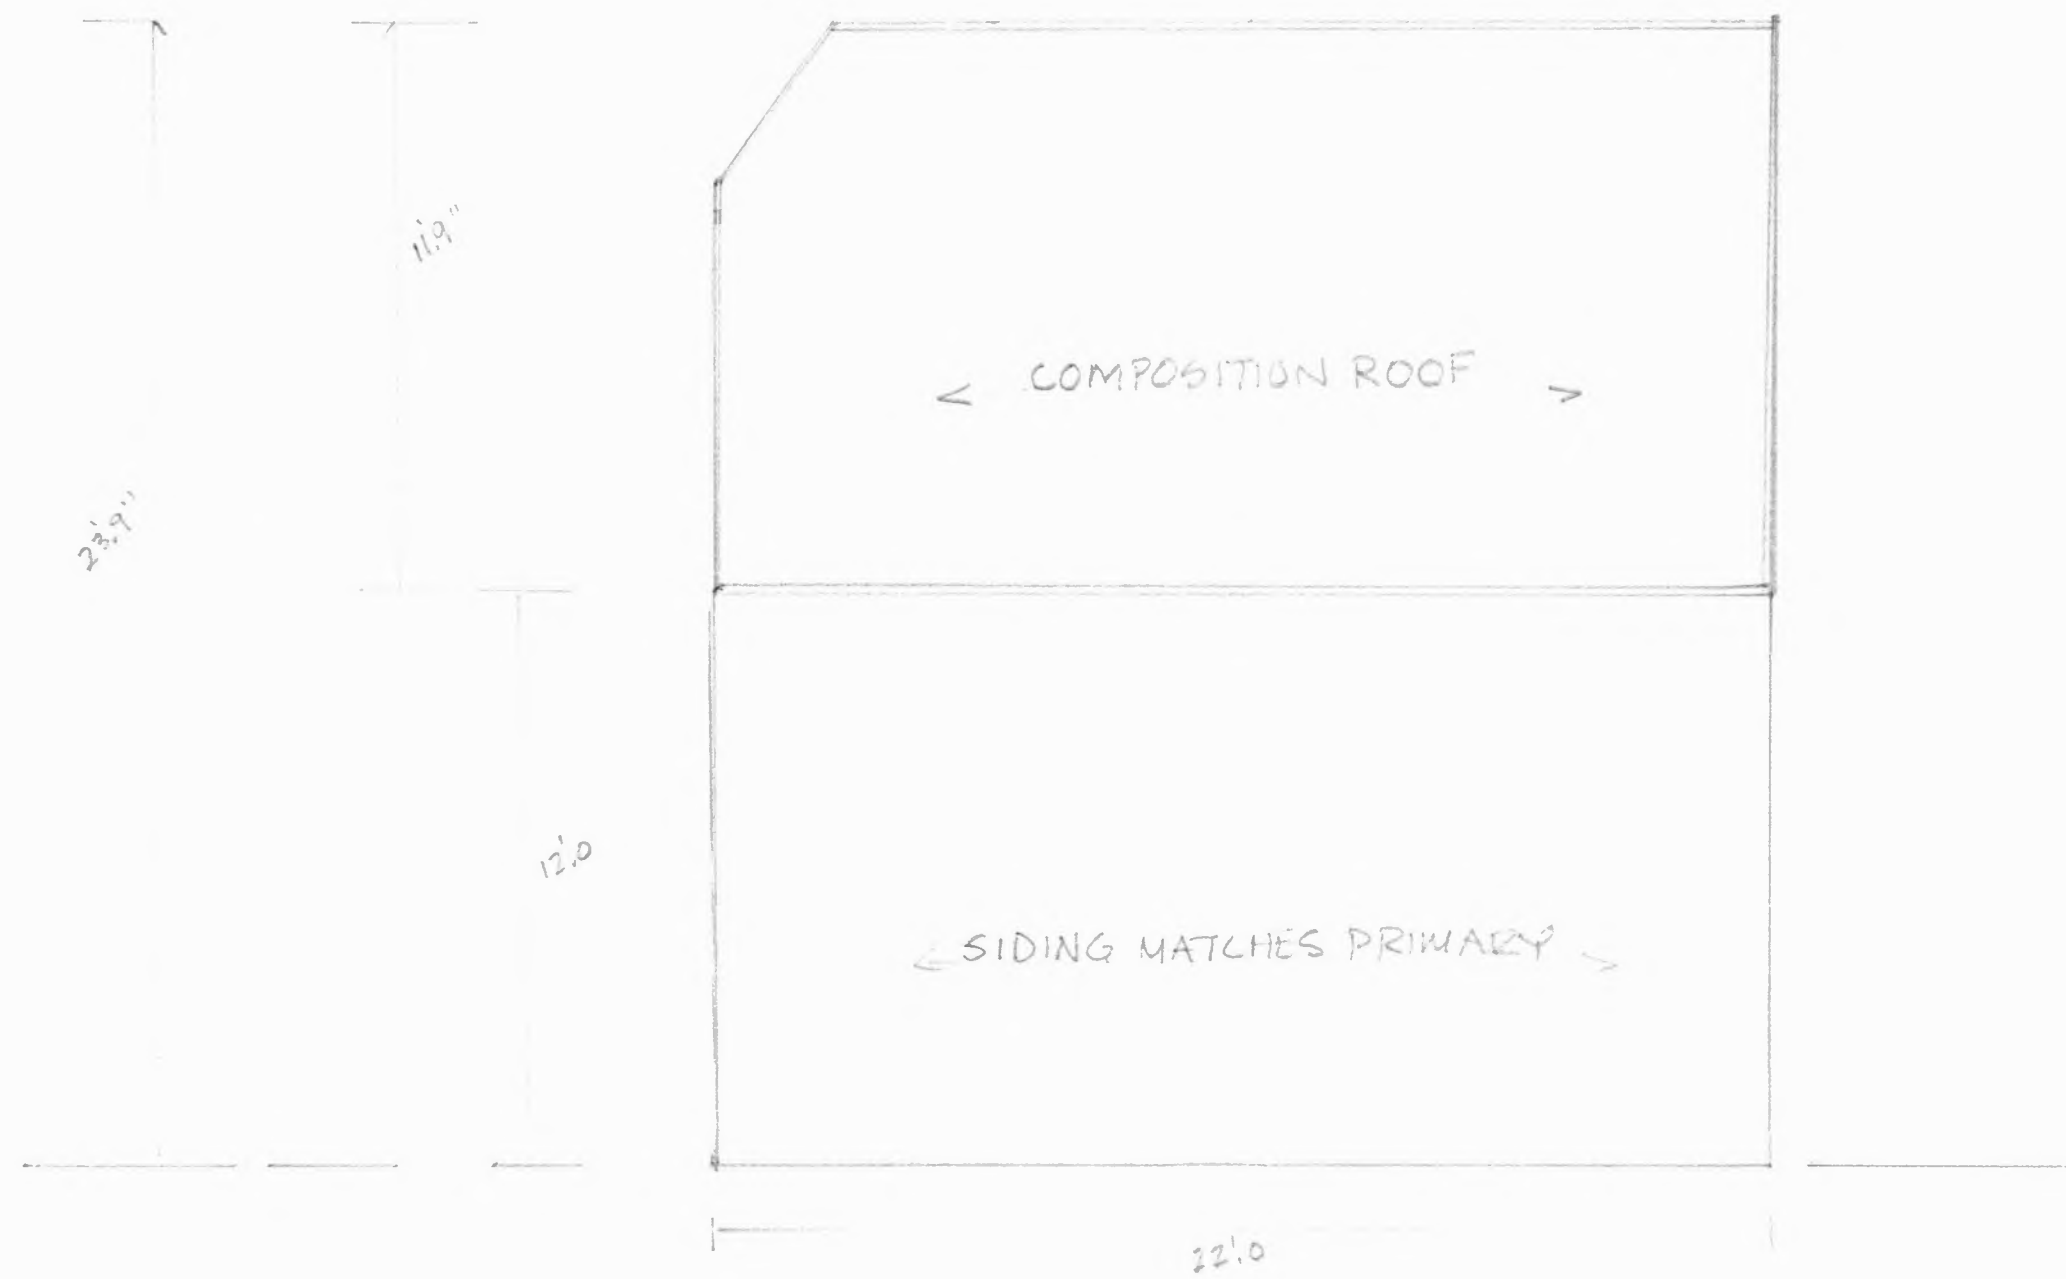 11'.9"
< COMPOSITION ROOF >
23'.9"
12'.0
< SIDING MATCHES PRIMARY >
22'.0